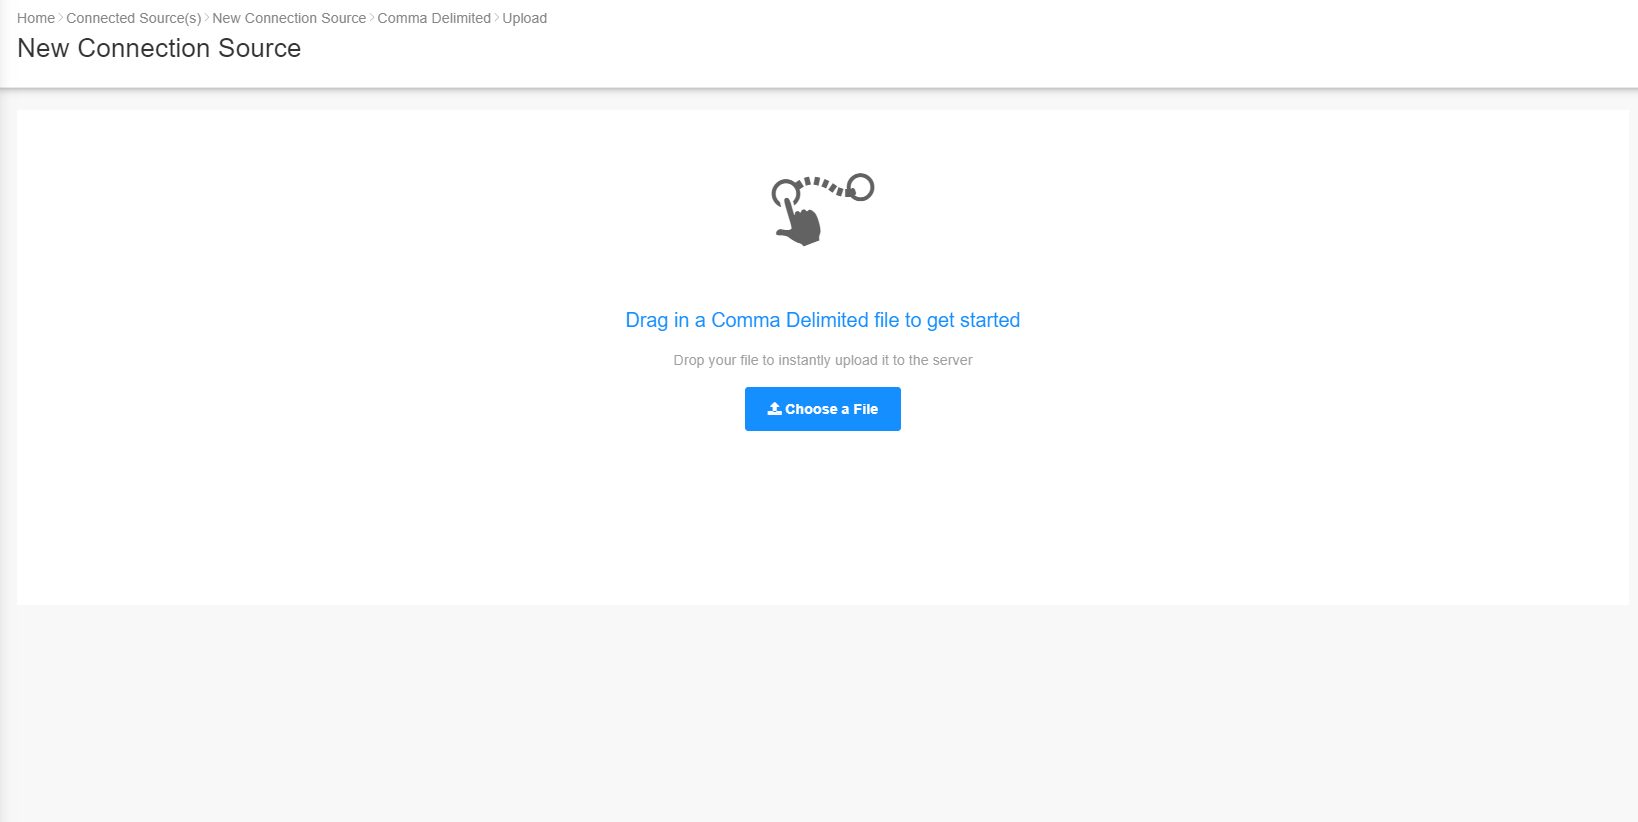 Home > Connected Source(s) > New Connection Source > Comma Delimited > Upload
New Connection Source
Drag in a Comma Delimited file to get started
Drop your file to instantly upload it to the server
Choose a File